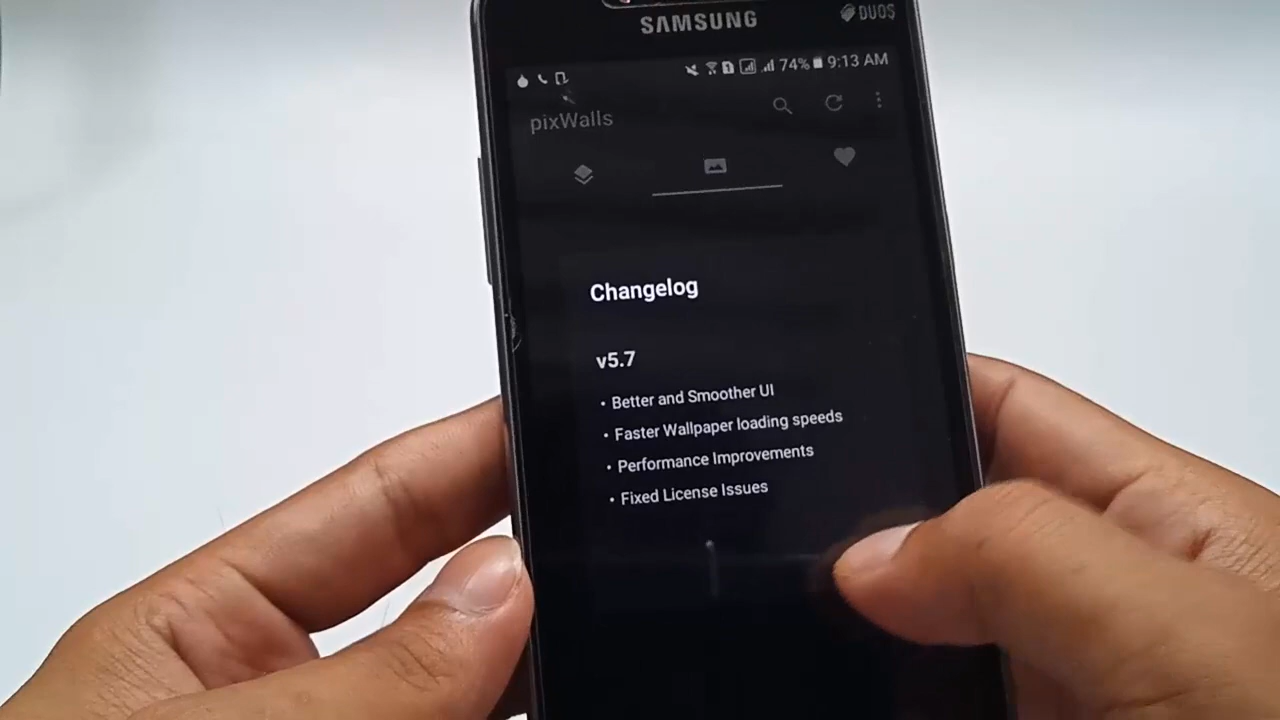 SAMSUNG
DUOS
74% 9:13 AM
pixWalls
Changelog
v5.7
• Better and Smoother UI
• Faster Wallpaper loading speeds
• Performance Improvements
• Fixed License Issues